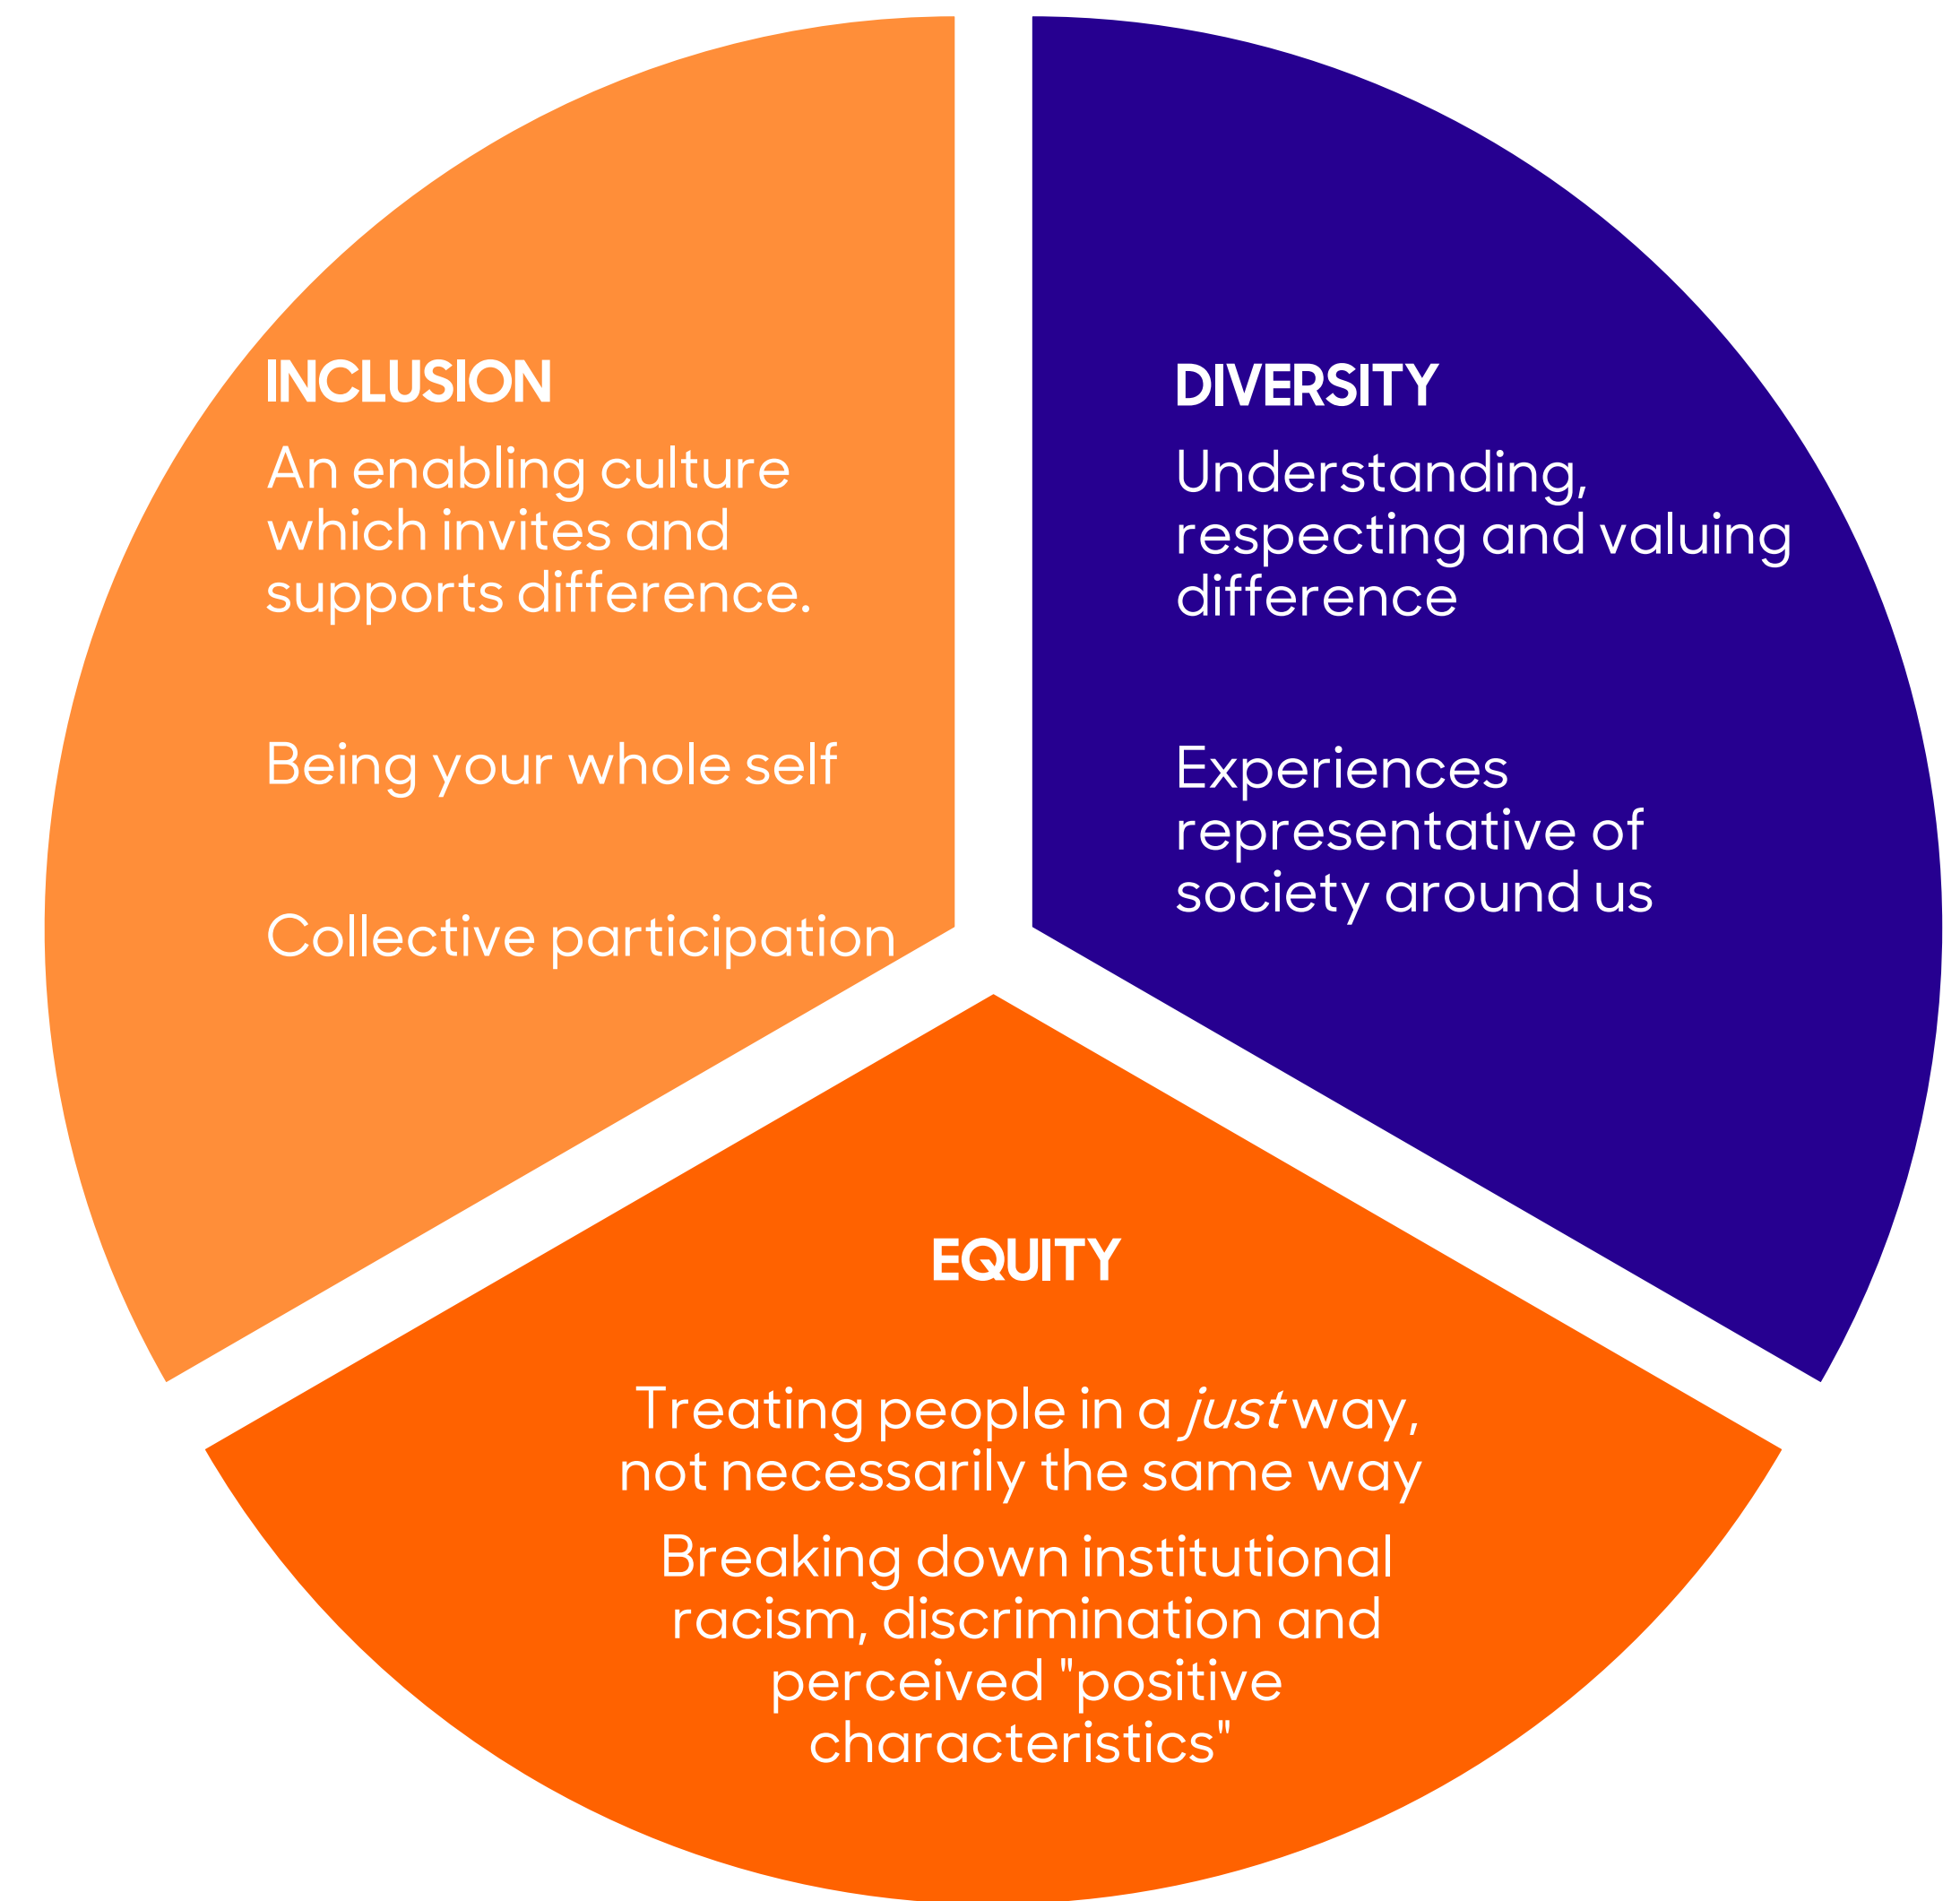 INCLUSION
An enabling culture
which invites and
supports difference.
Being your whole self
Collective participation
DIVERSITY
Understanding,
respecting and valuing
difference
Experiences
representative of
society around us
EQUITY
Treating people in a just way,
not necessarily the same way
Breaking down institutional
racism, discrimination and
perceived "positive
characteristics"